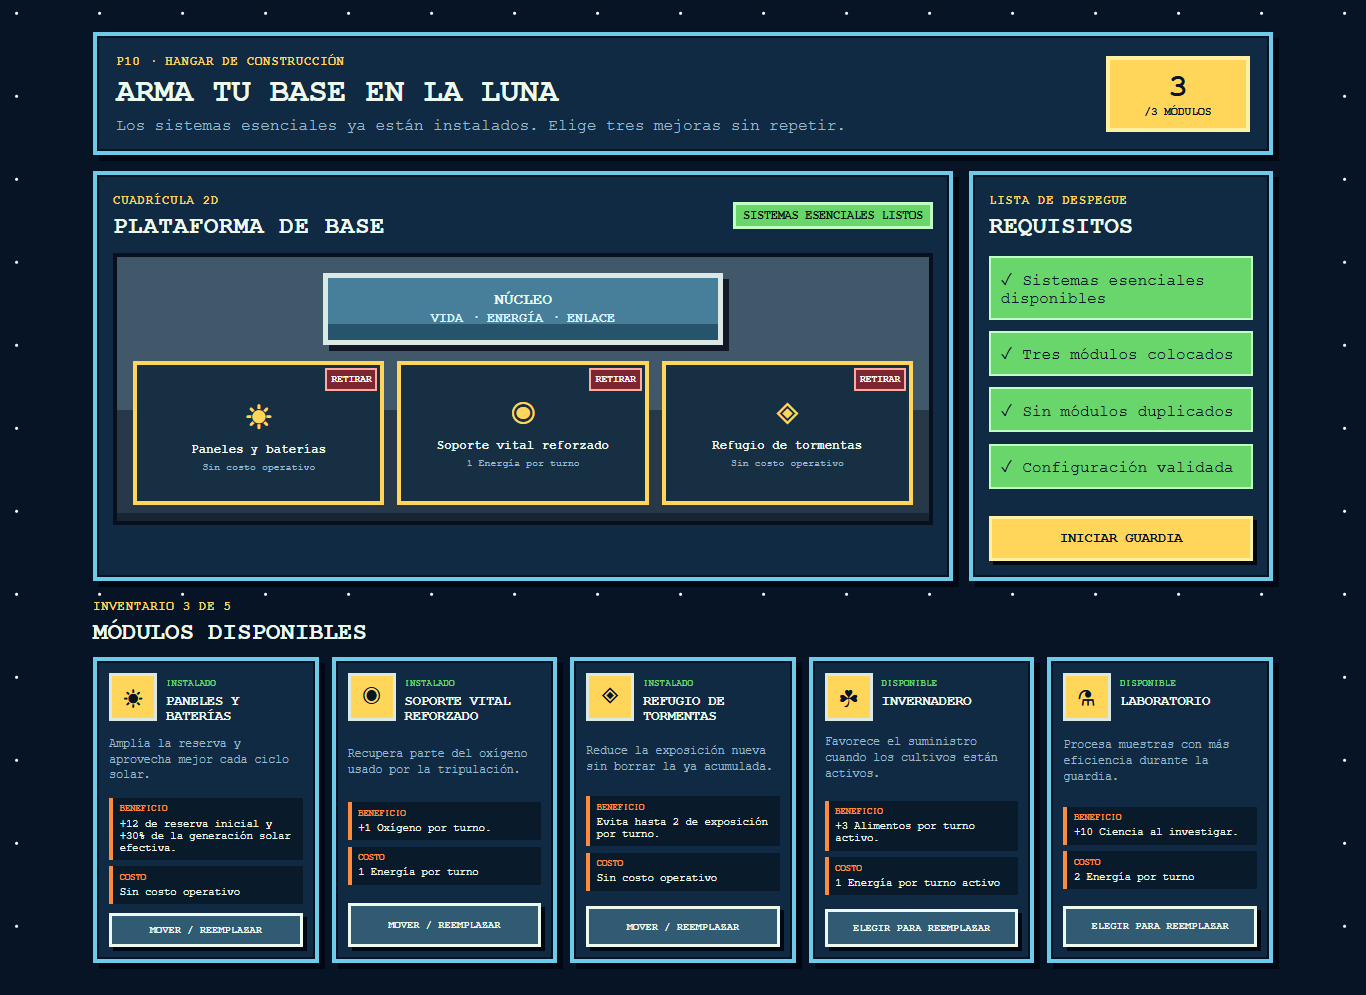 P10 · HANGAR DE CONSTRUCCIÓN
ARMA TU BASE EN LA LUNA
Los sistemas esenciales ya están instalados. Elige tres mejoras sin repetir.
3
/3 MÓDULOS
CUADRÍCULA 2D
PLATAFORMA DE BASE
SISTEMAS ESENCIALES LISTOS
NÚCLEO
VIDA · ENERGÍA · ENLACE
RETIRAR
Paneles y baterías
Sin costo operativo
RETIRAR
Soporte vital reforzado
1 Energía por turno
RETIRAR
Refugio de tormentas
Sin costo operativo
LISTA DE DESPEGUE
REQUISITOS
✓ Sistemas esenciales
disponibles
✓ Tres módulos colocados
✓ Sin módulos duplicados
✓ Configuración validada
INICIAR GUARDIA
INVENTARIO 3 DE 5
MÓDULOS DISPONIBLES
INSTALADO
PANELES Y
BATERÍAS
Amplía la reserva y
aprovecha mejor cada ciclo
solar.
BENEFICIO
+12 de reserva inicial y
+30% de la generación solar
efectiva.
COSTO
Sin costo operativo
MOVER / REEMPLAZAR
INSTALADO
SOPORTE VITAL
REFORZADO
Recupera parte del oxígeno
usado por la tripulación.
BENEFICIO
+1 Oxígeno por turno.
COSTO
1 Energía por turno
MOVER / REEMPLAZAR
INSTALADO
REFUGIO DE
TORMENTAS
Reduce la exposición nueva
sin borrar la ya acumulada.
BENEFICIO
Evita hasta 2 de exposición
por turno.
COSTO
Sin costo operativo
MOVER / REEMPLAZAR
DISPONIBLE
INVERNADERO
Favorece el suministro
cuando los cultivos están
activos.
BENEFICIO
+3 Alimentos por turno
activo.
COSTO
1 Energía por turno activo
ELEGIR PARA REEMPLAZAR
DISPONIBLE
LABORATORIO
Procesa muestras con más
eficiencia durante la
guardia.
BENEFICIO
+10 Ciencia al investigar.
COSTO
2 Energía por turno
ELEGIR PARA REEMPLAZAR